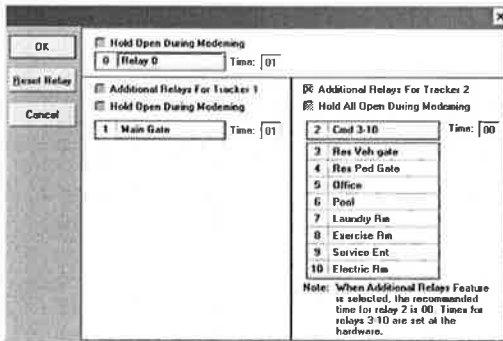 OK
Reset Relay
Cancel
Hold Open During Modeming
0 Relay 0 Time: 01
Additional Relays For Tracker 1
Hold Open During Modeming
1 Main Gate Time: 01
Additional Relays For Tracker 2
Hold All Open During Modeming
2 Cmd 3-10 Time: 00
3 Res Veh gate
4 Res Ped Gate
5 Office
6 Pool
7 Laundry Rm
8 Exercise Rm
9 Service Ent
10 Electric Rm
Note: When Additional Relays Feature
is selected, the recommended
time for relay 2 is 00. Times for
relays 3-10 are set at the
hardware.